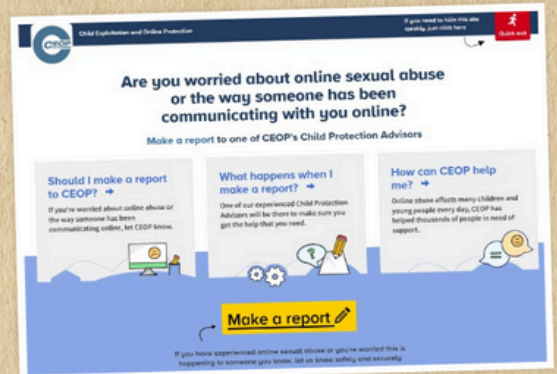 CEOP
Child Exploitation and Online Protection
If you need to hide this site
quickly, just click here
Quick exit
Are you worried about online sexual abuse
or the way someone has been
communicating with you online?
Make a report to one of CEOP's Child Protection Advisors
Should I make a report
to CEOP? →
If you're worried about online abuse or
the way someone has been
communicating online, let CEOP know.
What happens when I
make a report? →
One of our experienced Child Protection
Advisors will be there to make sure you
get the help that you need.
How can CEOP help
me? →
Online abuse affects many children and
young people every day, CEOP has
helped thousands of people in need of
support.
Make a report
If you have experienced online sexual abuse or you're worried this is
happening to someone you know, let us know safely and securely